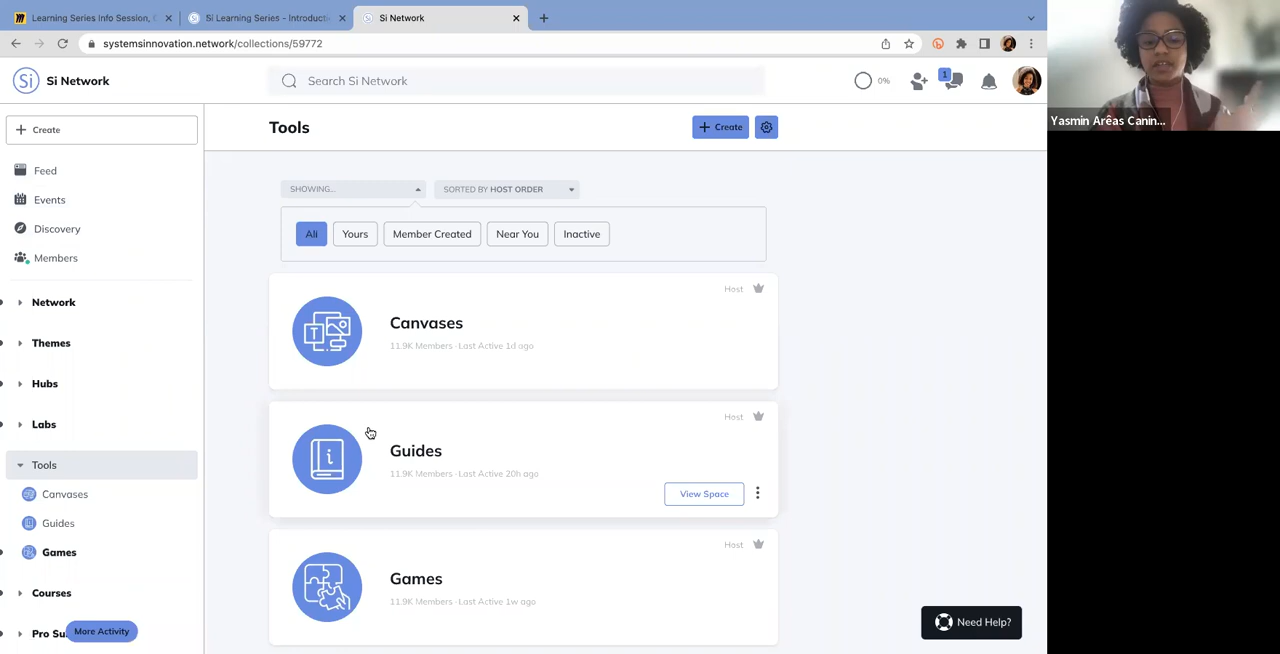 Learning Series Info Session,
Si Learning Series - Introducti
Si Network
systemsinnovation.network/collections/59772
Si
Si Network
Search Si Network
0%
1
Yasmin Arêas Canin...
Create
Feed
Events
Discovery
Members
Network
Themes
Hubs
Labs
Tools
Canvases
Guides
Games
Courses
Pro Su
More Activity
Tools
Create
SHOWING...
SORTED BY HOST ORDER
All
Yours
Member Created
Near You
Inactive
Host
Canvases
11.9K Members · Last Active 1d ago
Host
Guides
11.9K Members · Last Active 20h ago
View Space
Host
Games
11.9K Members · Last Active 1w ago
Need Help?